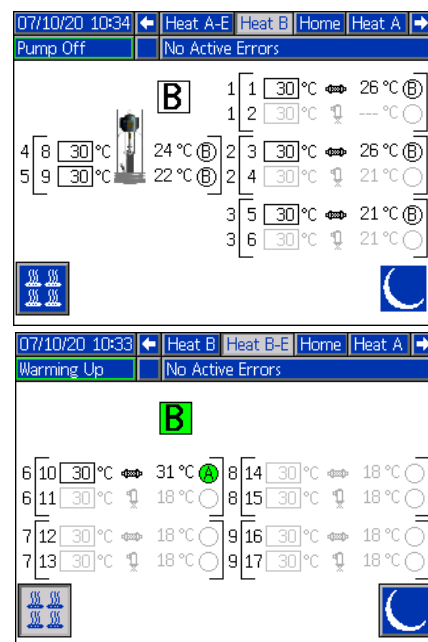 07/10/20 10:34 Heat A-E Heat B Home Heat A
Pump Off No Active Errors
B
1 1 30 °C 26 °C B
1 2 30 °C --- °C
4 8 30 °C 24 °C B 2 3 30 °C 26 °C B
5 9 30 °C 22 °C B 2 4 30 °C 21 °C
3 5 30 °C 21 °C B
3 6 30 °C 21 °C
07/10/20 10:33 Heat B Heat B-E Home Heat A
Warming Up No Active Errors
B
6 10 30 °C 31 °C A 8 14 30 °C 18 °C
6 11 30 °C 18 °C 8 15 30 °C 18 °C
7 12 30 °C 18 °C 9 16 30 °C 18 °C
7 13 30 °C 18 °C 9 17 30 °C 18 °C